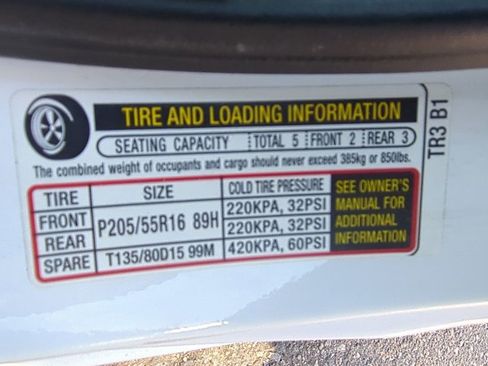 TIRE AND LOADING INFORMATION
SEATING CAPACITY TOTAL 5 FRONT 2 REAR 3
The combined weight of occupants and cargo should never exceed 385kg or 850lbs.
TIRE SIZE COLD TIRE PRESSURE
FRONT P205/55R16 89H 220KPA, 32PSI
REAR 220KPA, 32PSI
SPARE T135/80D15 99M 420KPA, 60PSI
SEE OWNER'S
MANUAL FOR
ADDITIONAL
INFORMATION
TR3 B1